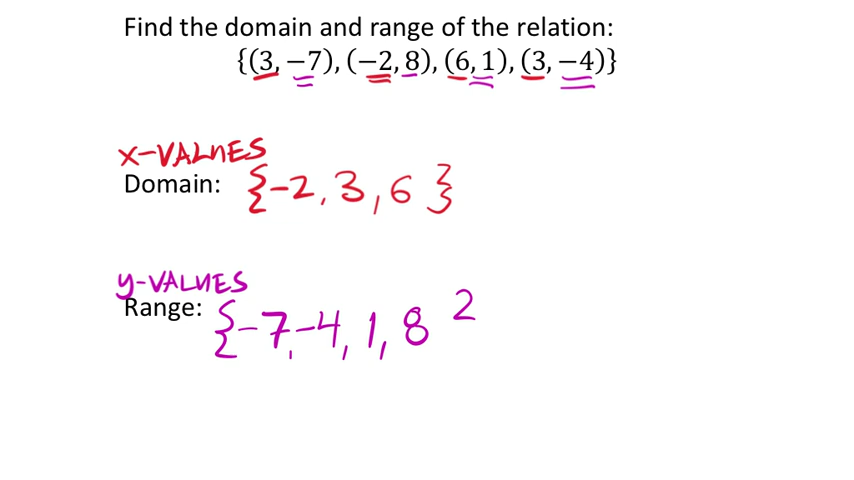 Find the domain and range of the relation:
{(3, −7), (−2, 8), (6, 1), (3, −4)}
x-VALUES
Domain: {-2, 3, 6}
y-VALUES
Range: {-7, -4, 1, 8 2